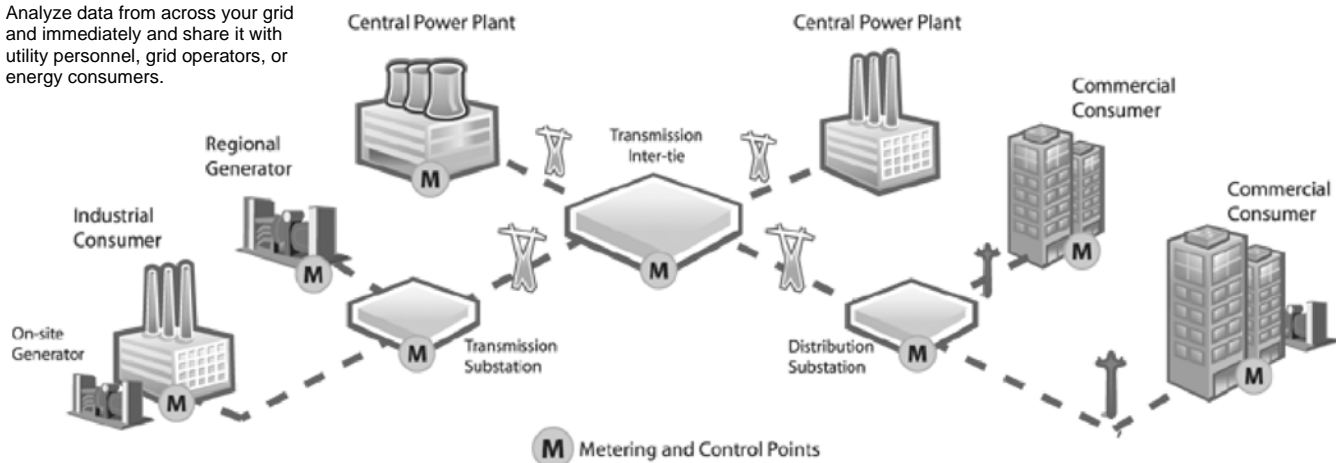 Analyze data from across your grid
and immediately and share it with
utility personnel, grid operators, or
energy consumers.
Central Power Plant
Central Power Plant
Commercial
Consumer
Transmission
Inter-tie
Regional
Generator
M
Commercial
Consumer
Industrial
Consumer
M
M
M
On-site
Generator
Transmission
Substation
M
Distribution
Substation
M
M
M
M Metering and Control Points